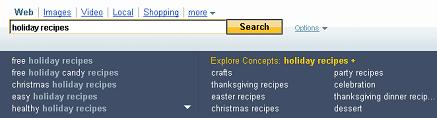 Web | Images | Video | Local | Shopping | more
holiday recipes
Search
Options
free holiday recipes
free holiday candy recipes
christmas holiday recipes
easy holiday recipes
healthy holiday recipes
Explore Concepts: holiday recipes +
crafts
thanksgiving recipes
easter recipes
christmas recipes
party recipes
celebration
thanksgiving dinner recip...
dessert